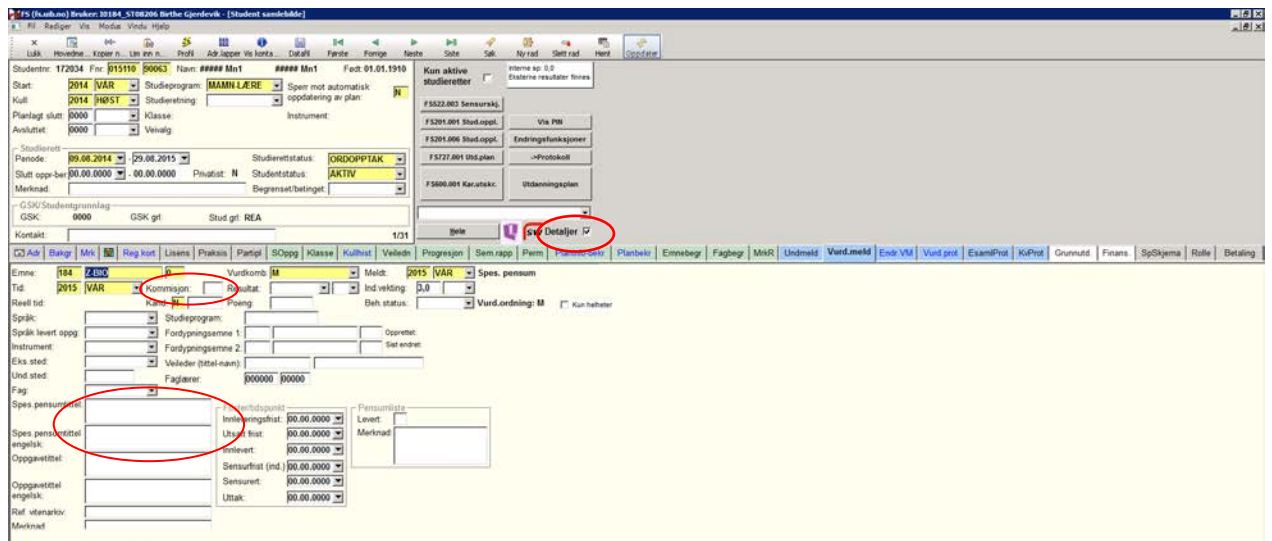 FS (fs.uib.no) Bruker: I0184_ST08206 Birthe Gjerdevik - [Student samlebilde]
Fil Rediger Vis Modus Vindu Hjelp
Lukk Hovedme... Kopier n... Lim inn n... Profil Adr.lapper Vis konta... Datafil Første Forrige Neste Siste Søk Ny rad Slett rad Hent Oppdater
Studentnr: 172034 Fnr: 015110 90063 Navn: ##### Mn1 ##### Mn1 Født: 01.01.1910
Kun aktive studieretter
Interne sp: 0,0
Eksterne resultater finnes
Start: 2014 VÅR Studieprogram: MAMN-LÆRE Sperr mot automatisk oppdatering av plan: N
Kull: 2014 HØST Studieretning:
Planlagt slutt: 0000 Klasse: Instrument:
Avsluttet: 0000 Veivalg:
FS522.003 Sensurskj.
FS201.001 Stud.oppl. Vis PIN
FS201.006 Stud.oppl. Endringsfunksjoner
FS727.001 Utd.plan ->Protokoll
FS600.001 Kar.utskr. Utdanningsplan
Studierett
Periode: 09.08.2014 - 29.08.2015 Studierettstatus: ORDOPPTAK
Slutt oppr-ber: 00.00.0000 - 00.00.0000 Privatist: N Studentstatus: AKTIV
Merknad: Begrenset/betinget:
GSK/Studentgrunnlag
GSK: 0000 GSK grl: Stud grl: REA
Kontakt: 1/31
Hele Detaljer
Adr Bakgr Mrk Reg.kort Lisens Praksis Partipl SOppg Klasse Kullhist Veilede Progresjon Sem.rapp Perm Planbekr Emnebegr Fagbegr MrkR Undmeld Vurd.meld Endr.VM Vurd.prot EksamlProt KvProt Grunnutd Finans. SpSkjema Rolle Betaling
Emne: 184 Z-BIO 0 Vurdkomb: M Meldt: 2015 VÅR Spes. pensum
Tid: 2015 VÅR Kommisjon: Resultat: Ind.vekting: 3,0
Reell tid: Kand: N Poeng: Beh.status: Vurd.ordning: M Kun helheter
Språk: Studieprogram:
Språk levert oppg: Fordypningsemne 1: Opprettet:
Instrument: Fordypningsemne 2: Sist endret:
Eks.sted: Veileder (tittel-navn):
Und.sted: Faglærer: 000000 00000
Fag:
Spes.pensumtittel:
Spes.pensumtittel engelsk:
Oppgavetittel:
Oppgavetittel engelsk:
Ref. vitenarkiv:
Merknad
Innleveringsfrist: 00.00.0000
Utsatt frist: 00.00.0000
Innlevert: 00.00.0000
Sensurfrist (ind.) 00.00.0000
Sensurert: 00.00.0000
Uttak: 00.00.0000
Pensumliste
Levert:
Merknad: